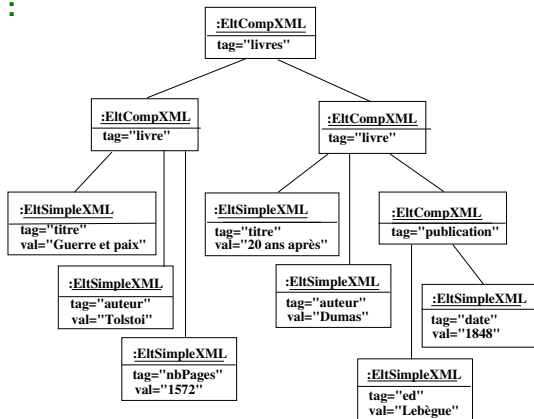 :
:EltCompXML
tag="livres"
:EltCompXML
tag="livre"
:EltCompXML
tag="livre"
:EltSimpleXML
tag="titre"
val="Guerre et paix"
:EltSimpleXML
tag="titre"
val="20 ans après"
:EltCompXML
tag="publication"
:EltSimpleXML
tag="auteur"
val="Tolstoi"
:EltSimpleXML
tag="auteur"
val="Dumas"
:EltSimpleXML
tag="date"
val="1848"
:EltSimpleXML
tag="nbPages"
val="1572"
:EltSimpleXML
tag="ed"
val="Lebègue"